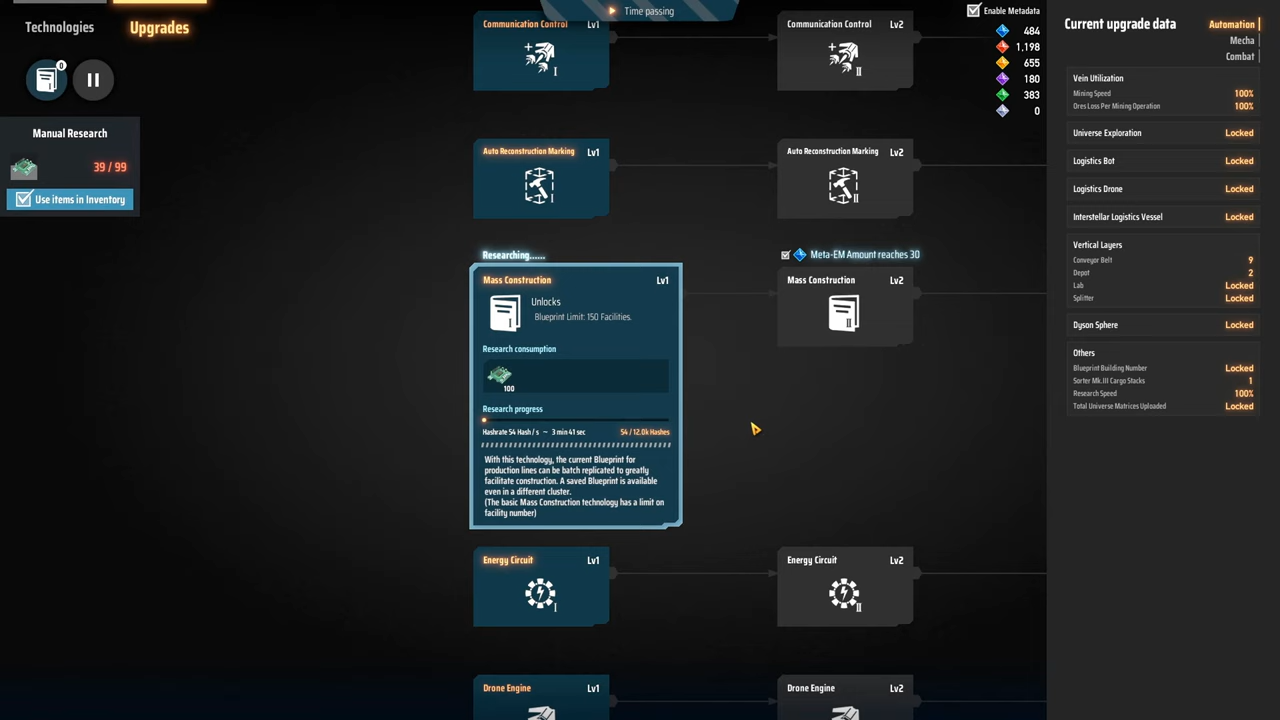 Time passing
Technologies
Upgrades
0
Manual Research
39 / 99
Use items in Inventory
Communication Control Lv1
I
Communication Control Lv2
II
Auto Reconstruction Marking Lv1
I
Auto Reconstruction Marking Lv2
II
Researching......
Mass Construction Lv1
I
Unlocks
Blueprint Limit: 150 Facilities.
Research consumption
100
Research progress
Hashrate 54 Hash / s ~ 3 min 41 sec 54 / 12.0k Hashes
With this technology, the current Blueprint for
production lines can be batch replicated to greatly
facilitate construction. A saved Blueprint is available
even in a different cluster.
(The basic Mass Construction technology has a limit on
facility number)
Meta-EM Amount reaches 30
Mass Construction Lv2
II
Energy Circuit Lv1
I
Energy Circuit Lv2
II
Drone Engine Lv1
Drone Engine Lv2
Enable Metadata
484
1,198
655
180
383
0
Current upgrade data
Automation
Mecha
Combat
Vein Utilization
Mining Speed 100%
Ores Loss Per Mining Operation 100%
Universe Exploration Locked
Logistics Bot Locked
Logistics Drone Locked
Interstellar Logistics Vessel Locked
Vertical Layers
Conveyor Belt 9
Depot 2
Lab Locked
Splitter Locked
Dyson Sphere Locked
Others
Blueprint Building Number Locked
Sorter Mk.III Cargo Stacks 1
Research Speed 100%
Total Universe Matrices Uploaded Locked